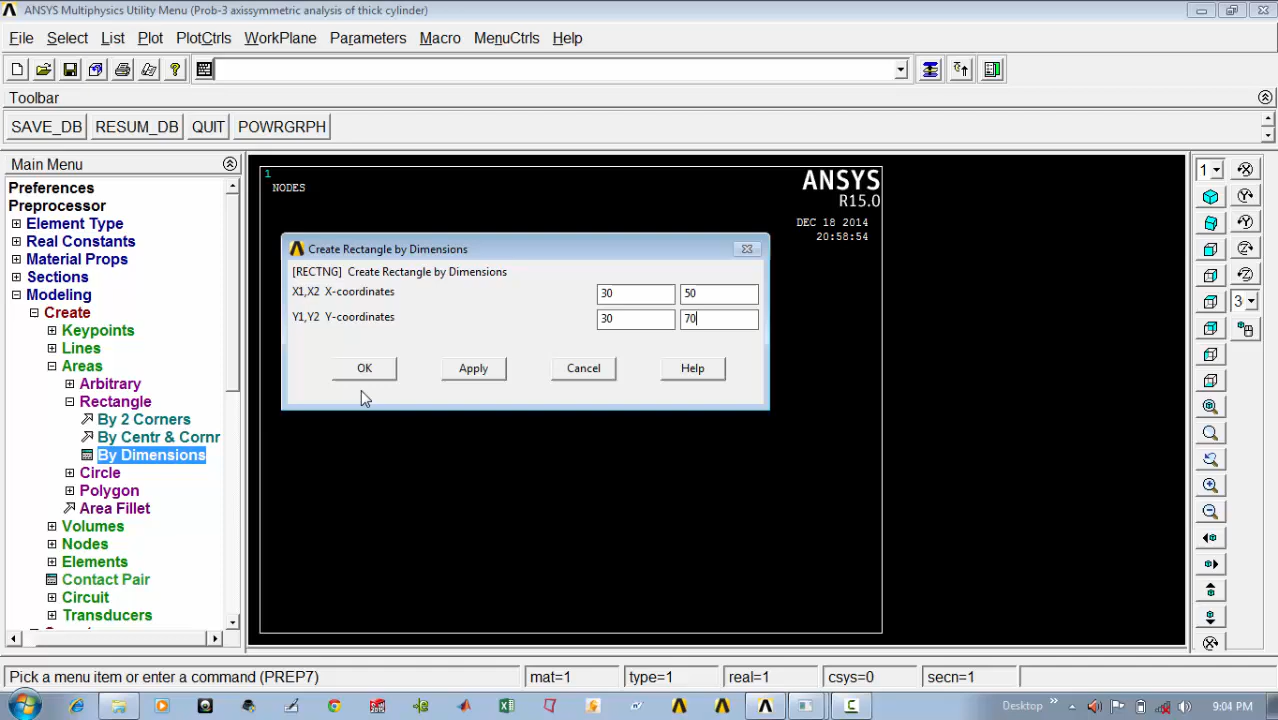 ANSYS Multiphysics Utility Menu (Prob-3 axissymmetric analysis of thick cylinder)
File Select List Plot PlotCtrls WorkPlane Parameters Macro MenuCtrls Help
Toolbar
SAVE_DB RESUM_DB QUIT POWRGRPH
Main Menu
Preferences
Preprocessor
Element Type
Real Constants
Material Props
Sections
Modeling
Create
Keypoints
Lines
Areas
Arbitrary
Rectangle
By 2 Corners
By Centr & Cornr
By Dimensions
Circle
Polygon
Area Fillet
Volumes
Nodes
Elements
Contact Pair
Circuit
Transducers
1
NODES
ANSYS
R15.0
DEC 18 2014
20:58:54
Create Rectangle by Dimensions
[RECTNG] Create Rectangle by Dimensions
X1,X2 X-coordinates 30 50
Y1,Y2 Y-coordinates 30 70
OK Apply Cancel Help
1
3
Pick a menu item or enter a command (PREP7) mat=1 type=1 real=1 csys=0 secn=1
Desktop 9:04 PM